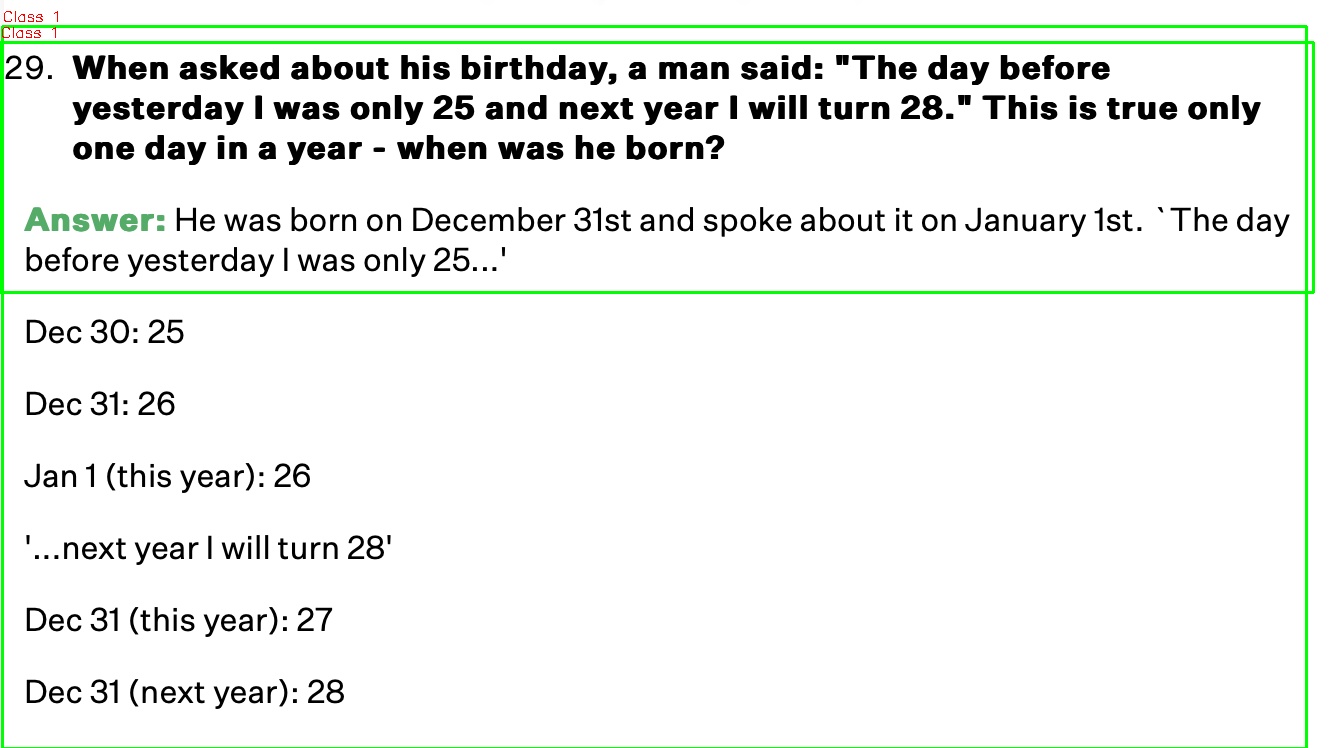 Class 1
Class 1
29. When asked about his birthday, a man said: "The day before
yesterday I was only 25 and next year I will turn 28." This is true only
one day in a year - when was he born?
Answer: He was born on December 31st and spoke about it on January 1st. `The day
before yesterday I was only 25...'
Dec 30: 25
Dec 31: 26
Jan 1 (this year): 26
'...next year I will turn 28'
Dec 31 (this year): 27
Dec 31 (next year): 28